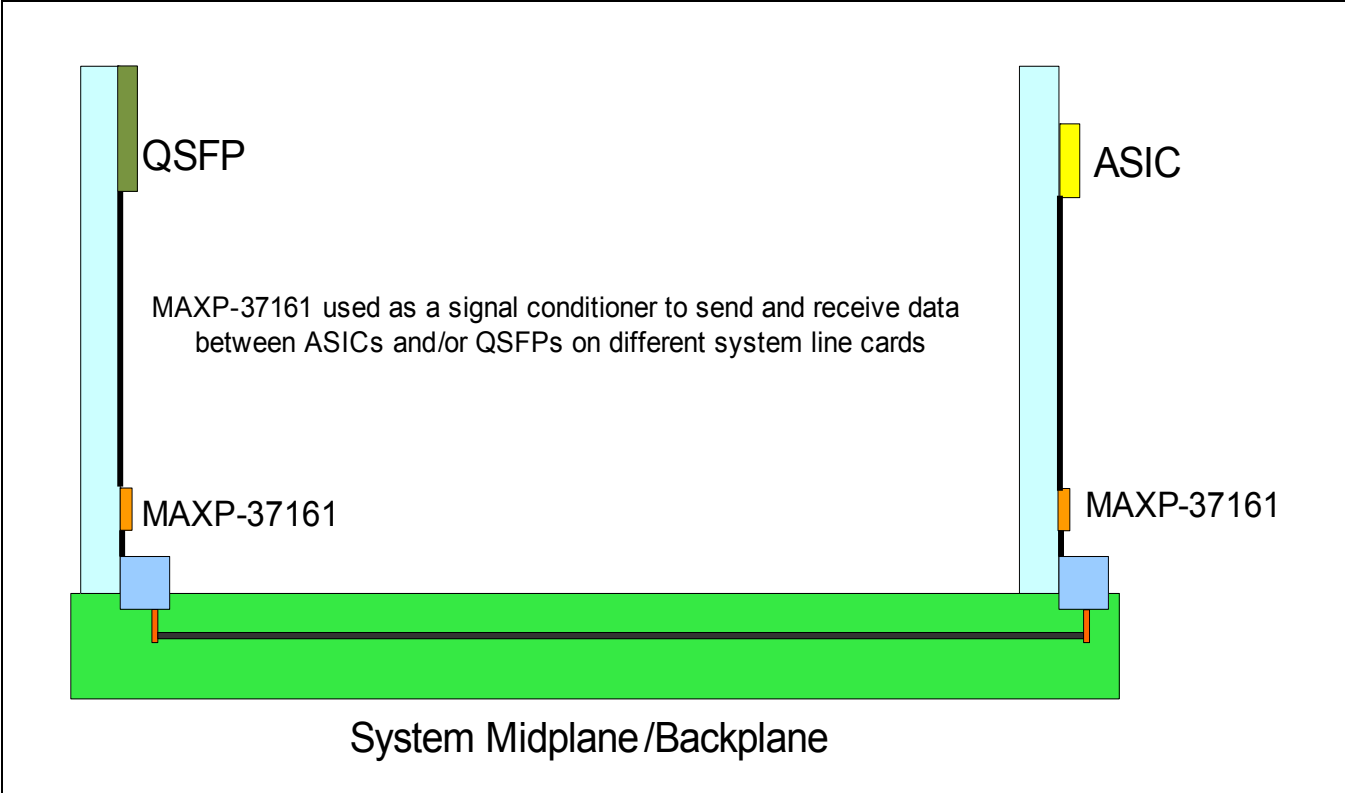 QSFP
ASIC
MAXP-37161 used as a signal conditioner to send and receive data
between ASICs and/or QSFPs on different system line cards
MAXP-37161
MAXP-37161
System Midplane/Backplane